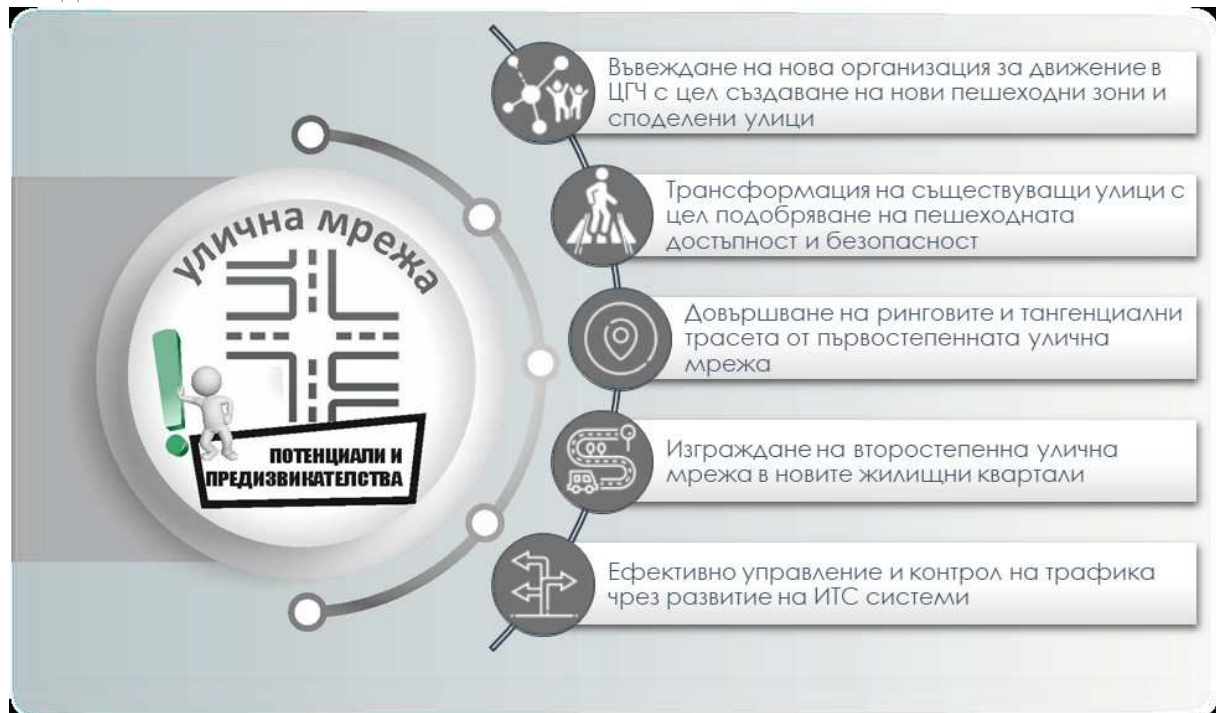 улична мрежа
ПОТЕНЦИАЛИ И
ПРЕДИЗВИКАТЕЛСТВА
Въвеждане на нова организация за движение в
ЦГЧ с цел създаване на нови пешеходни зони и
споделени улици
Трансформация на съществуващи улици с
цел подобряване на пешеходната
достъпност и безопасност
Довършване на ринговите и тангенциални
трасета от първостепенната улична
мрежа
Изграждане на второстепенна улична
мрежа в новите жилищни квартали
Ефективно управление и контрол на трафика
чрез развитие на ИТС системи